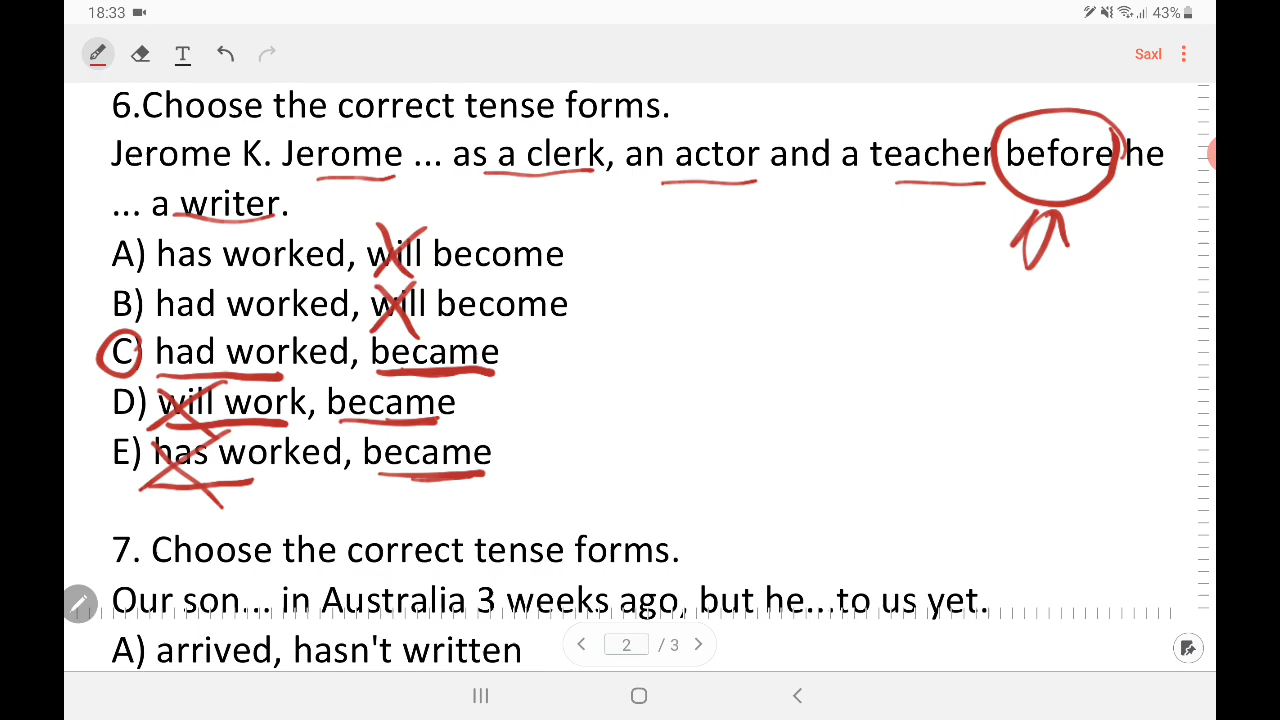 18:33
43%
T
Saxl
6.Choose the correct tense forms.
Jerome K. Jerome ... as a clerk, an actor and a teacher before he
... a writer.
A) has worked, will become
B) had worked, will become
C) had worked, became
D) will work, became
E) has worked, became
7. Choose the correct tense forms.
Our son... in Australia 3 weeks ago, but he...to us yet.
A) arrived, hasn't written
2 / 3